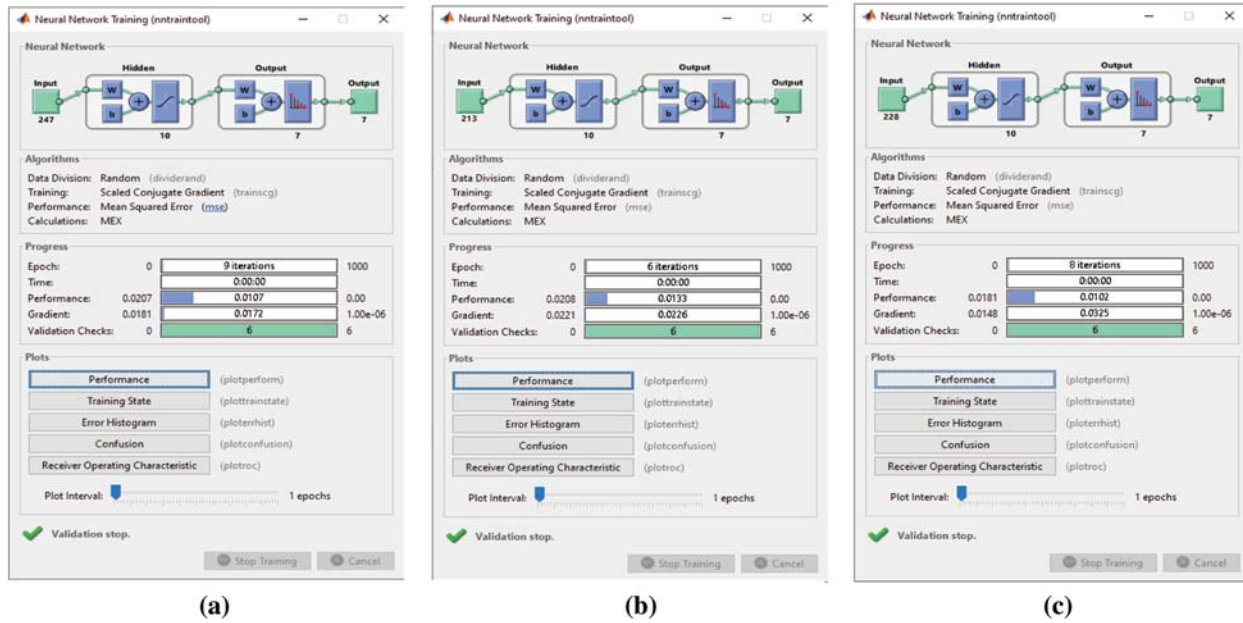 Neural Network Training (nntraintool)
Neural Network
Hidden
Output
Input
Output
W
b
W
b
247
10
7
7
Algorithms
Data Division: Random (dividerand)
Training: Scaled Conjugate Gradient (trainscg)
Performance: Mean Squared Error (mse)
Calculations: MEX
Progress
Epoch: 0 9 iterations 1000
Time: 0:00:00
Performance: 0.0207 0.0107 0.00
Gradient: 0.0181 0.0172 1.00e-06
Validation Checks: 0 6 6
Plots
Performance (plotperform)
Training State (plottrainstate)
Error Histogram (ploterrhist)
Confusion (plotconfusion)
Receiver Operating Characteristic (plotroc)
Plot Interval: 1 epochs
Validation stop.
Stop Training Cancel
(a)
Neural Network Training (nntraintool)
Neural Network
Hidden
Output
Input
Output
W
b
W
b
213
10
7
7
Algorithms
Data Division: Random (dividerand)
Training: Scaled Conjugate Gradient (trainscg)
Performance: Mean Squared Error (mse)
Calculations: MEX
Progress
Epoch: 0 6 iterations 1000
Time: 0:00:00
Performance: 0.0208 0.0133 0.00
Gradient: 0.0221 0.0226 1.00e-06
Validation Checks: 0 6 6
Plots
Performance (plotperform)
Training State (plottrainstate)
Error Histogram (ploterrhist)
Confusion (plotconfusion)
Receiver Operating Characteristic (plotroc)
Plot Interval: 1 epochs
Validation stop.
Stop Training Cancel
(b)
Neural Network Training (nntraintool)
Neural Network
Hidden
Output
Input
Output
W
b
W
b
228
10
7
7
Algorithms
Data Division: Random (dividerand)
Training: Scaled Conjugate Gradient (trainscg)
Performance: Mean Squared Error (mse)
Calculations: MEX
Progress
Epoch: 0 8 iterations 1000
Time: 0:00:00
Performance: 0.0181 0.0102 0.00
Gradient: 0.0148 0.0325 1.00e-06
Validation Checks: 0 6 6
Plots
Performance (plotperform)
Training State (plottrainstate)
Error Histogram (ploterrhist)
Confusion (plotconfusion)
Receiver Operating Characteristic (plotroc)
Plot Interval: 1 epochs
Validation stop.
Stop Training Cancel
(c)